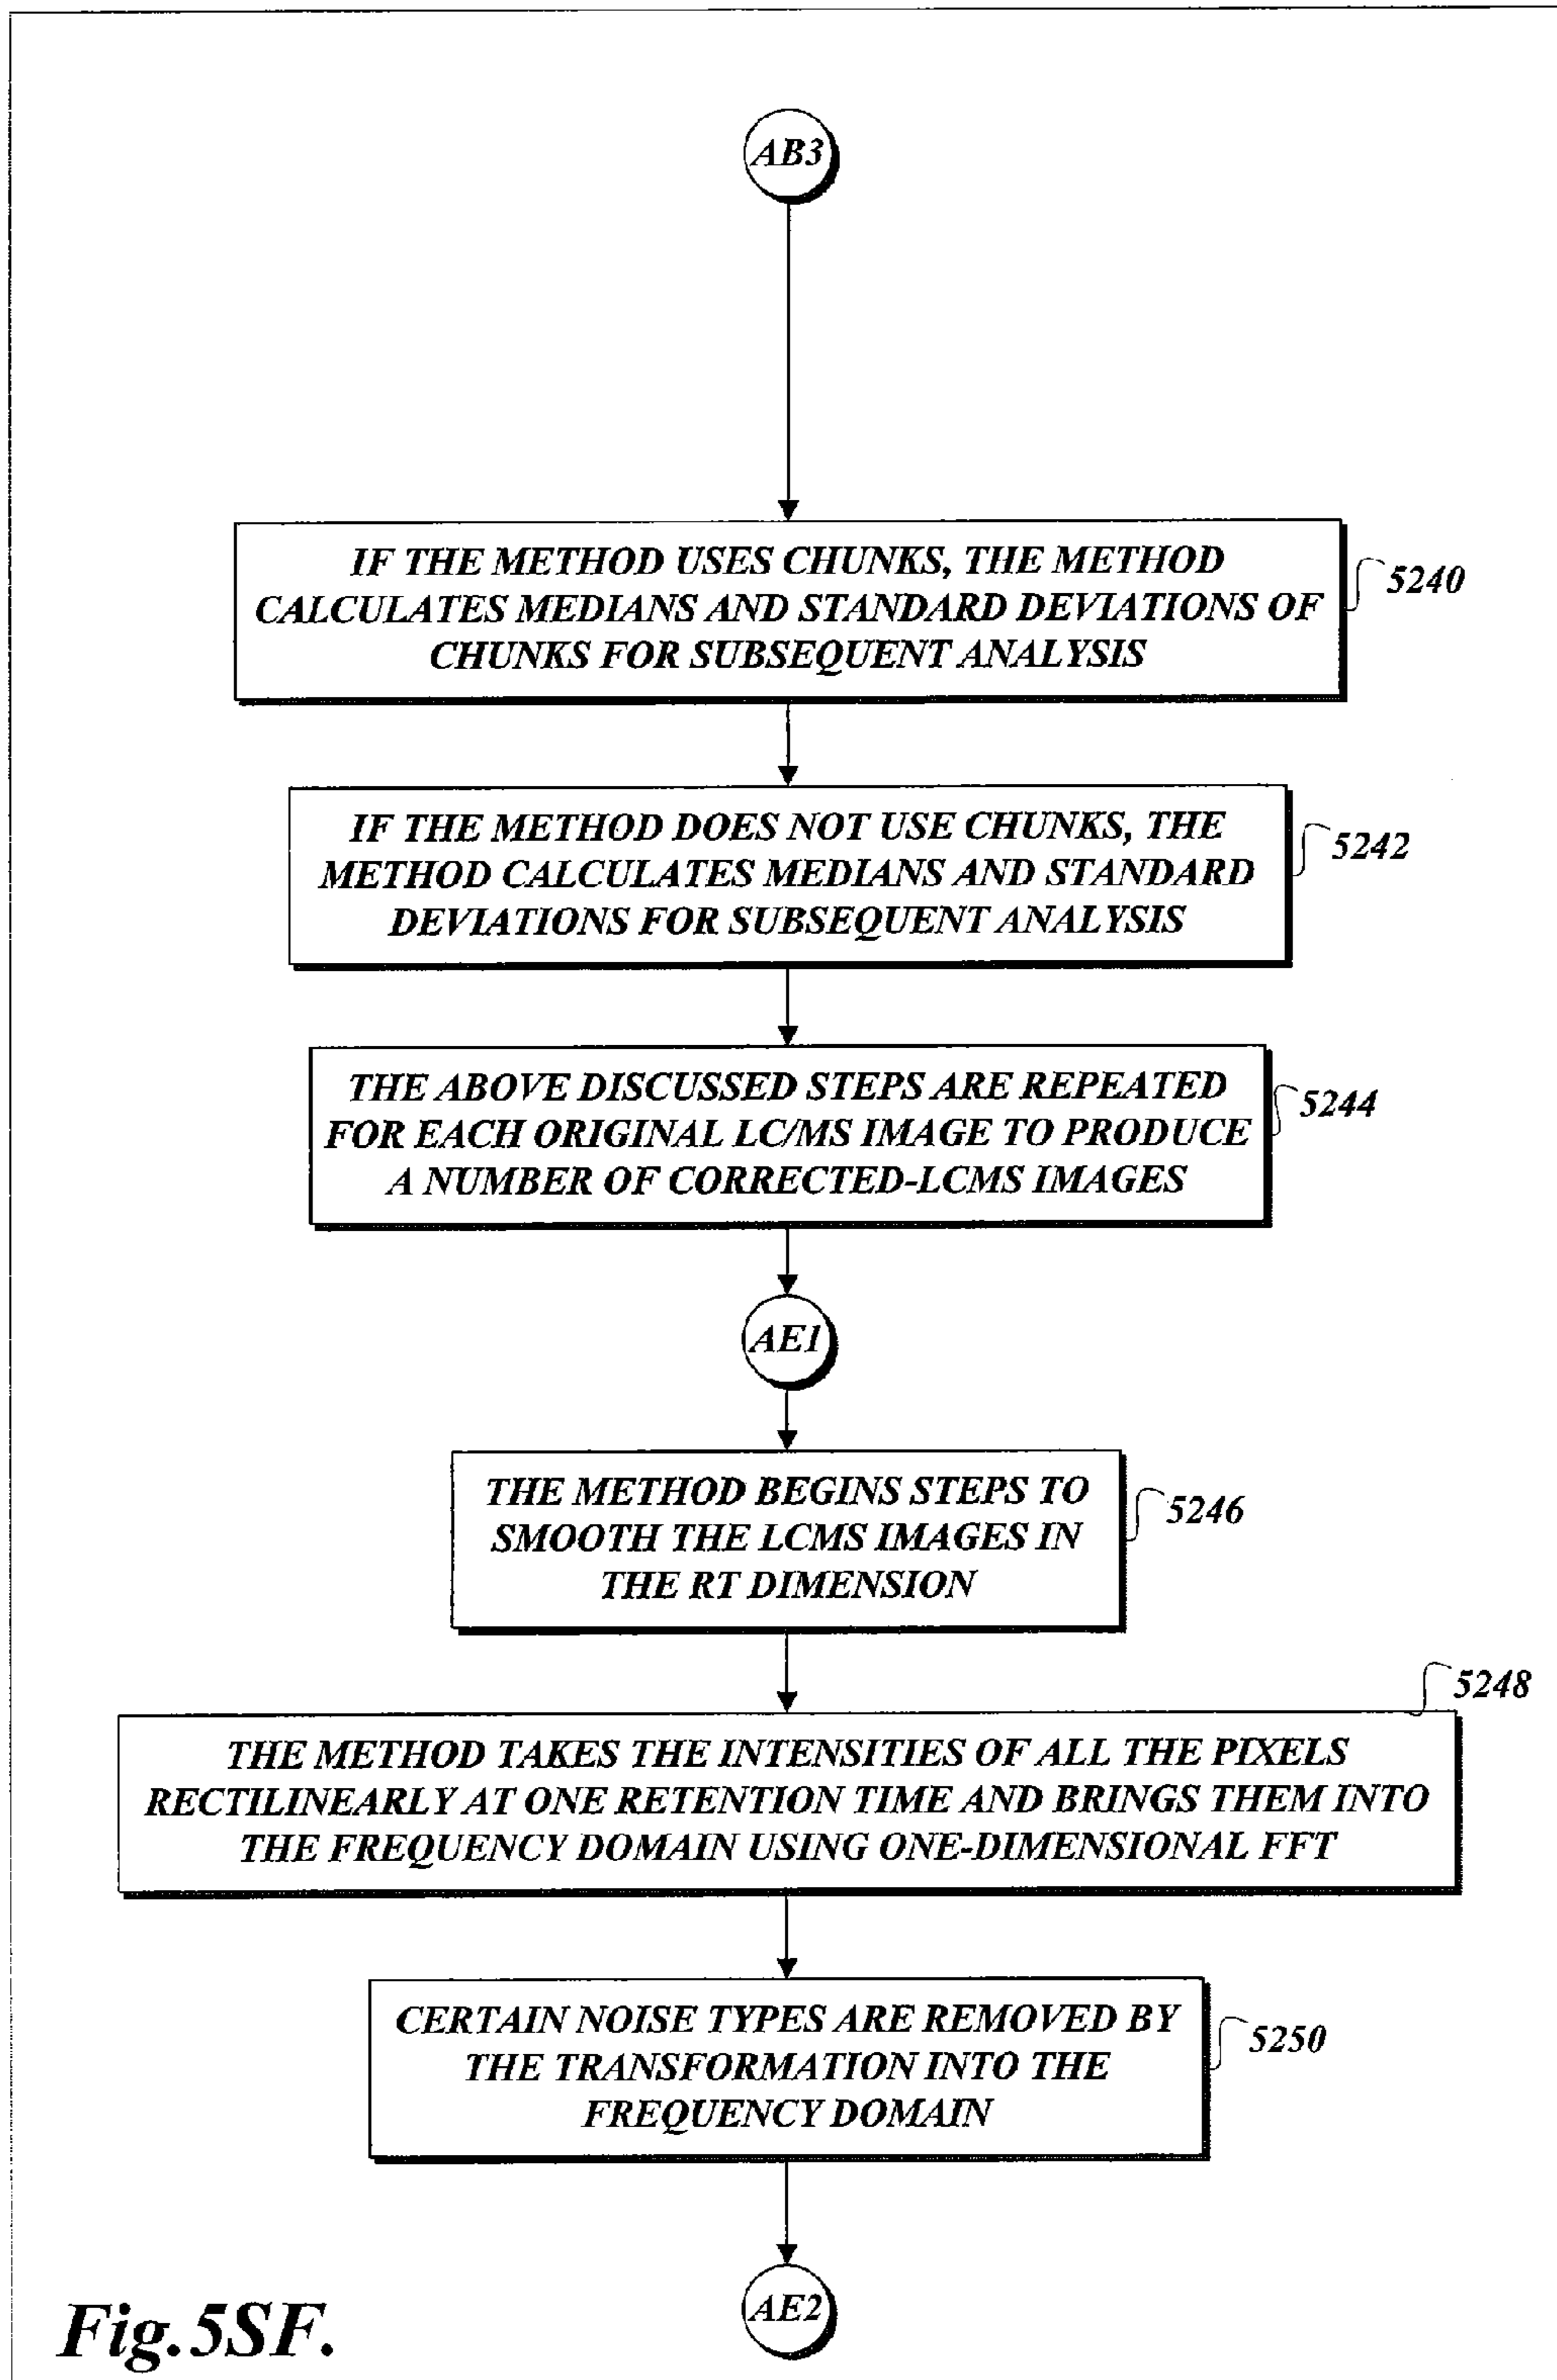 AB3
IF THE METHOD USES CHUNKS, THE METHOD
CALCULATES MEDIANS AND STANDARD DEVIATIONS OF
CHUNKS FOR SUBSEQUENT ANALYSIS
5240
IF THE METHOD DOES NOT USE CHUNKS, THE
METHOD CALCULATES MEDIANS AND STANDARD
DEVIATIONS FOR SUBSEQUENT ANALYSIS
5242
THE ABOVE DISCUSSED STEPS ARE REPEATED
FOR EACH ORIGINAL LC/MS IMAGE TO PRODUCE
A NUMBER OF CORRECTED-LCMS IMAGES
5244
AE1
THE METHOD BEGINS STEPS TO
SMOOTH THE LCMS IMAGES IN
THE RT DIMENSION
5246
5248
THE METHOD TAKES THE INTENSITIES OF ALL THE PIXELS
RECTILINEARLY AT ONE RETENTION TIME AND BRINGS THEM INTO
THE FREQUENCY DOMAIN USING ONE-DIMENSIONAL FFT
CERTAIN NOISE TYPES ARE REMOVED BY
THE TRANSFORMATION INTO THE
FREQUENCY DOMAIN
5250
AE2
Fig.5SF.